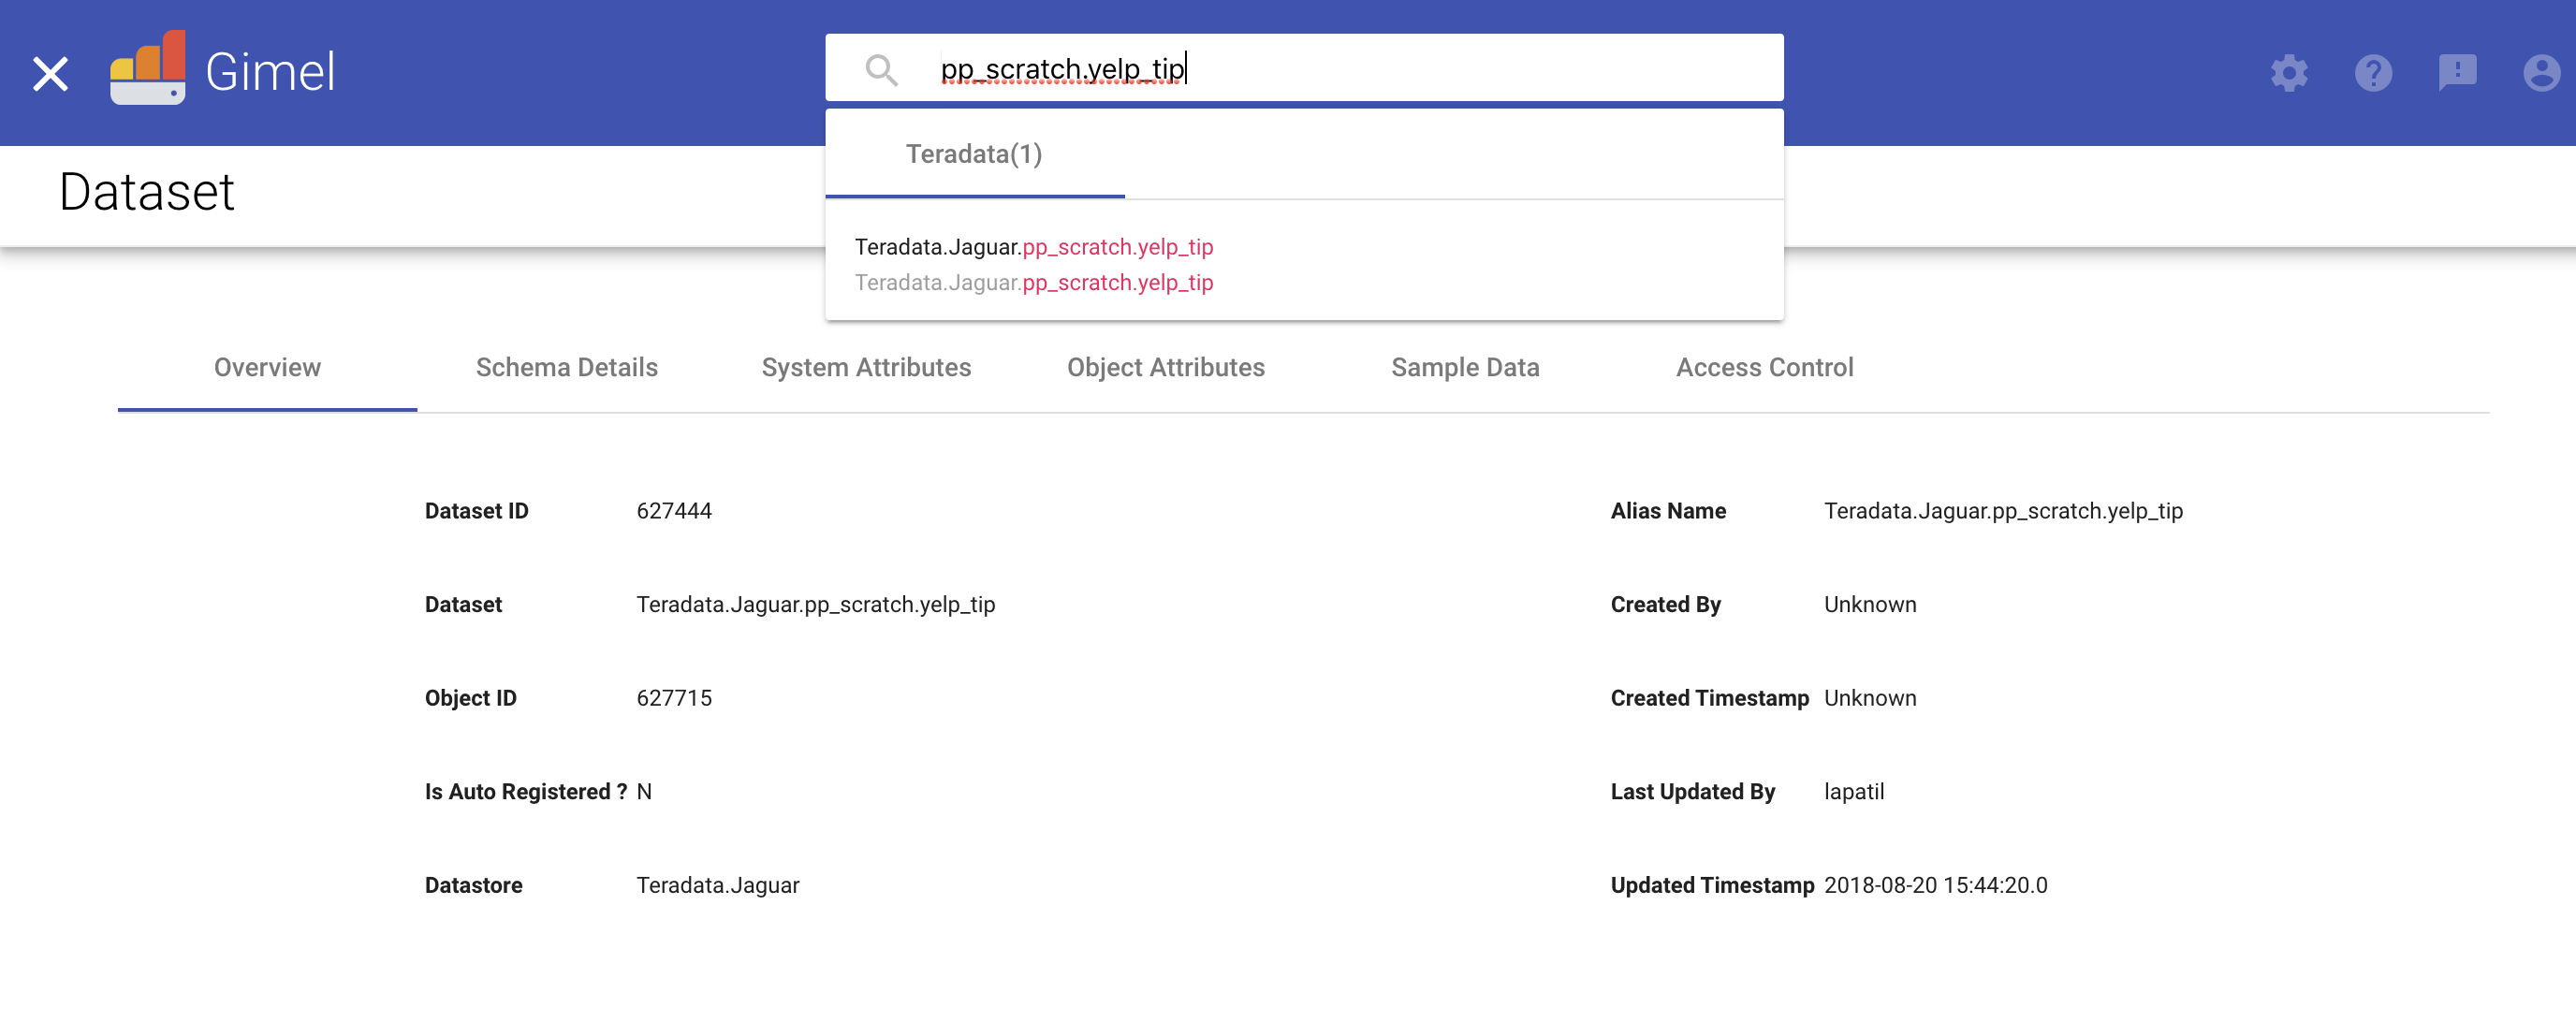 Gimel
pp_scratch.yelp_tip
Teradata(1)
Dataset
Teradata.Jaguar.pp_scratch.yelp_tip
Teradata.Jaguar.pp_scratch.yelp_tip
Overview Schema Details System Attributes Object Attributes Sample Data Access Control
Dataset ID 627444 Alias Name Teradata.Jaguar.pp_scratch.yelp_tip
Dataset Teradata.Jaguar.pp_scratch.yelp_tip Created By Unknown
Object ID 627715 Created Timestamp Unknown
Is Auto Registered ? N Last Updated By lapatil
Datastore Teradata.Jaguar Updated Timestamp 2018-08-20 15:44:20.0